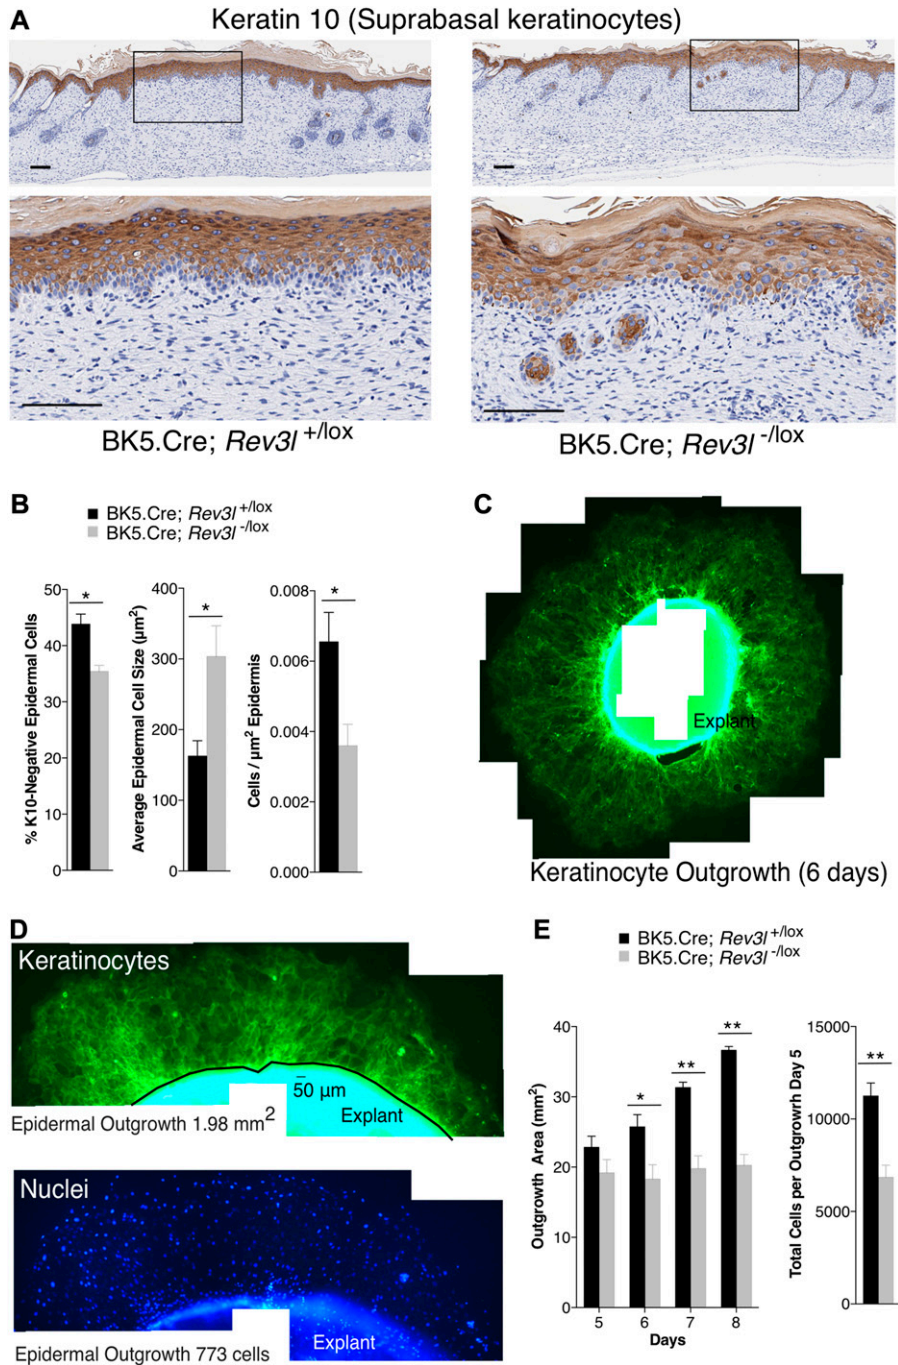 A
Keratin 10 (Suprabasal keratinocytes)
BK5.Cre; Rev3l +/lox
BK5.Cre; Rev3l -/lox
B
BK5.Cre; Rev3l +/lox
BK5.Cre; Rev3l -/lox
% K10-Negative Epidermal Cells
50
40
30
20
10
0
*
Average Epidermal Cell Size (µm²)
400
300
200
100
0
*
Cells / µm² Epidermis
0.008
0.006
0.004
0.002
0.000
*
C
Explant
Keratinocyte Outgrowth (6 days)
D
Keratinocytes
50 µm
Explant
Epidermal Outgrowth 1.98 mm²
Nuclei
Explant
Epidermal Outgrowth 773 cells
E
BK5.Cre; Rev3l +/lox
BK5.Cre; Rev3l -/lox
Outgrowth Area (mm²)
40
30
20
10
0
*
**
**
5 6 7 8
Days
Total Cells per Outgrowrh Day 5
15000
10000
5000
0
**